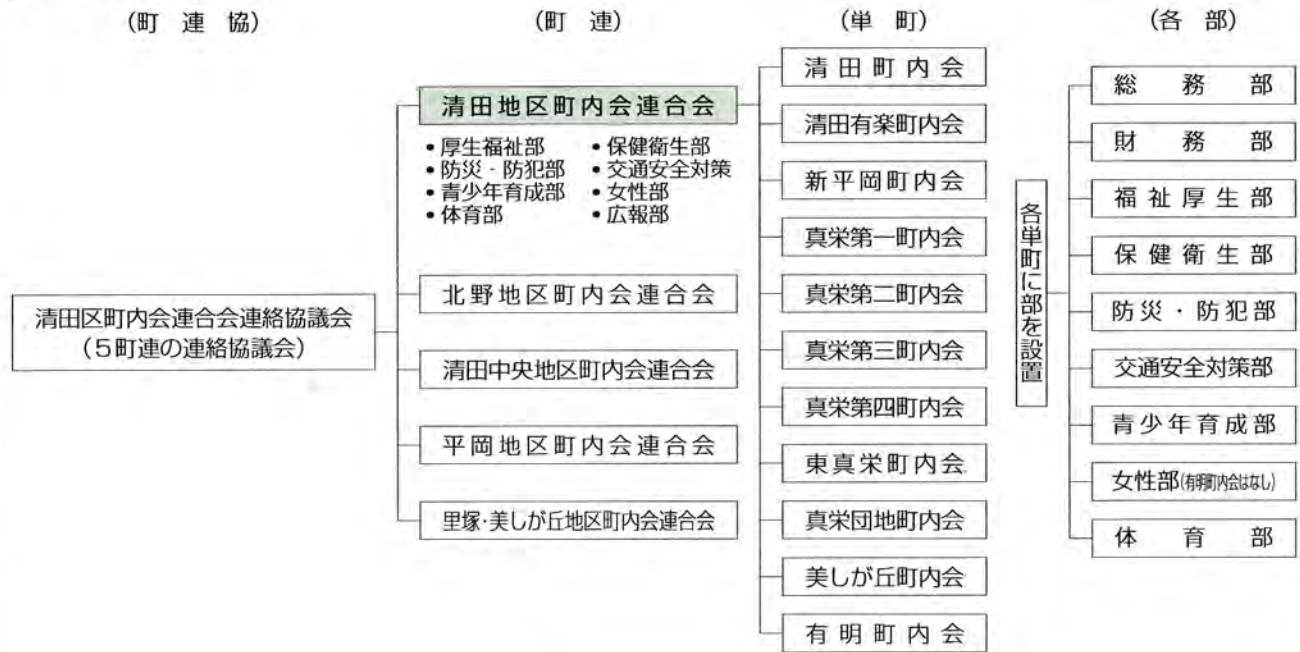 (町 連 協)
(町 連)
(単 町)
(各 部)
清田区町内会連合会連絡協議会
(5町連の連絡協議会)
清田地区町内会連合会
• 厚生福祉部
• 防災・防犯部
• 青少年育成部
• 体育部
• 保健衛生部
• 交通安全対策
• 女性部
• 広報部
北野地区町内会連合会
清田中央地区町内会連合会
平岡地区町内会連合会
里塚・美しが丘地区町内会連合会
清田町内会
清田有楽町内会
新平岡町内会
真栄第一町内会
真栄第二町内会
真栄第三町内会
真栄第四町内会
東真栄町内会
真栄団地町内会
美しが丘町内会
有明町内会
各単町に部を設置
総務部
財務部
福祉厚生部
保健衛生部
防災・防犯部
交通安全対策部
青少年育成部
女性部(有明町内会はなし)
体育部